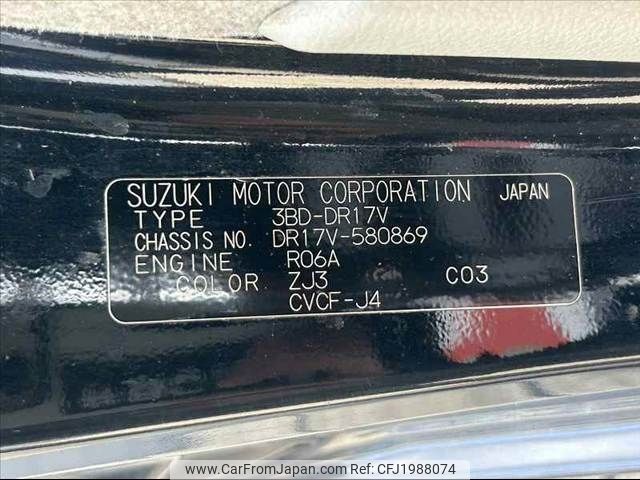 SUZUKI MOTOR CORPORATION JAPAN
TYPE 3BD-DR17V
CHASSIS NO. DR17V-580869
ENGINE R06A
COLOR ZJ3 C03
CVCF-J4
www.CarFromJapan.com Ref: CFJ1988074